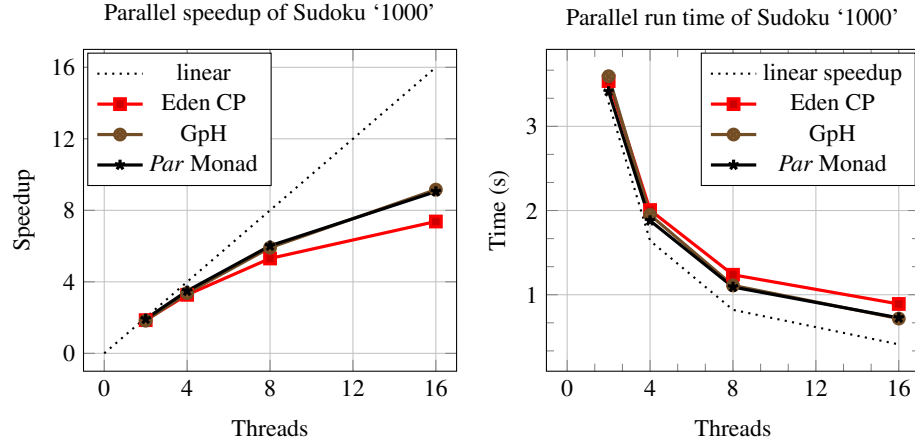 Parallel speedup of Sudoku ‘1000’
16
12
8
4
0
Speedup
linear
Eden CP
GpH
Par Monad
0 4 8 12 16
Threads
Parallel run time of Sudoku ‘1000’
3
2
1
Time (s)
linear speedup
Eden CP
GpH
Par Monad
0 4 8 12 16
Threads